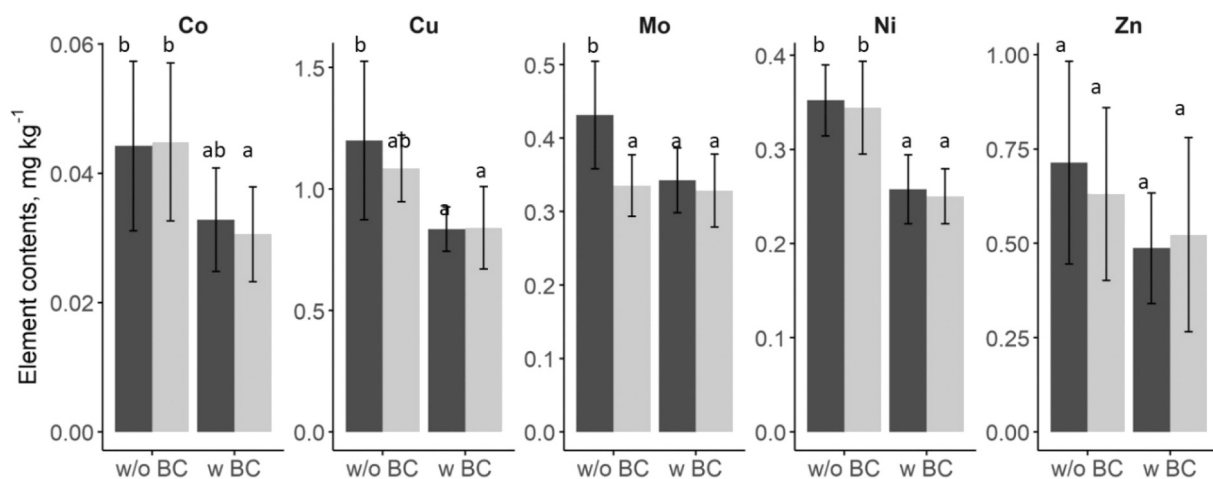 Co Cu Mo Ni Zn
Element contents, mg kg⁻¹
0.06
0.04
0.02
0.00
b b ab a
w/o BC w BC
1.5
1.0
0.5
0.0
b ab a a
w/o BC w BC
0.5
0.4
0.3
0.2
0.1
0.0
b a a a
w/o BC w BC
0.4
0.3
0.2
0.1
0.0
b b a a
w/o BC w BC
1.00
0.75
0.50
0.25
0.00
a a a a
w/o BC w BC